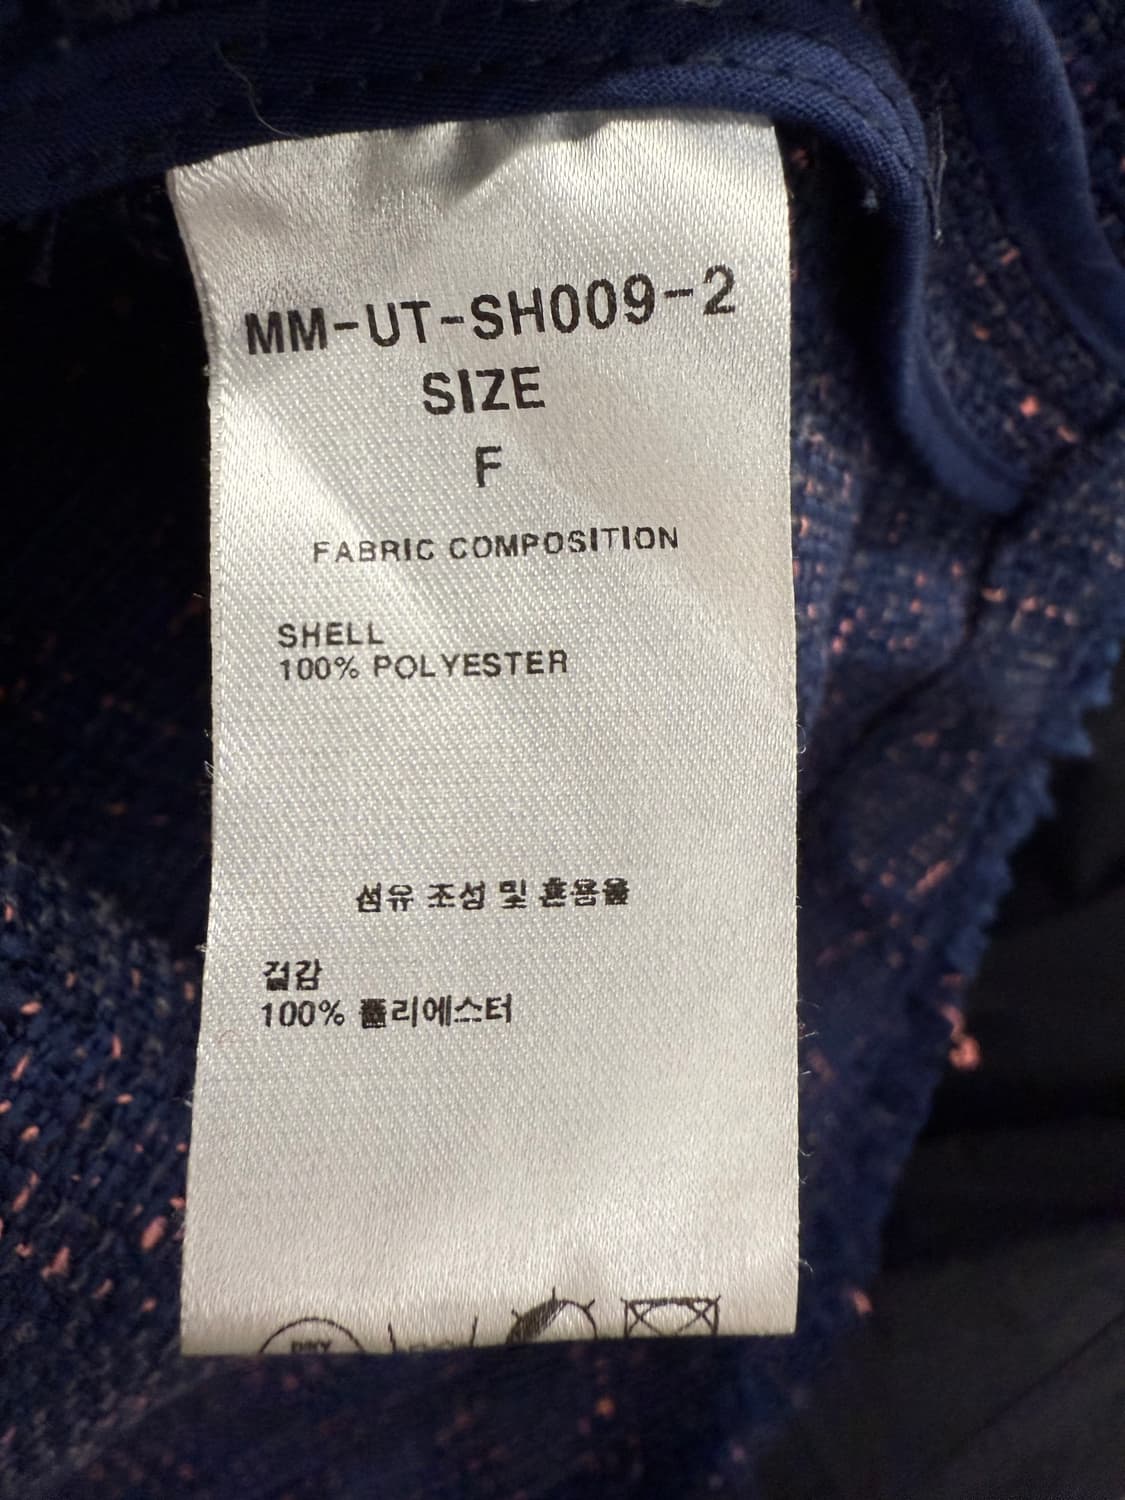 MM-UT-SH009-2
SIZE
F
FABRIC COMPOSITION
SHELL
100% POLYESTER
섬유 조성 및 혼용율
겉감
100% 폴리에스터
DRY